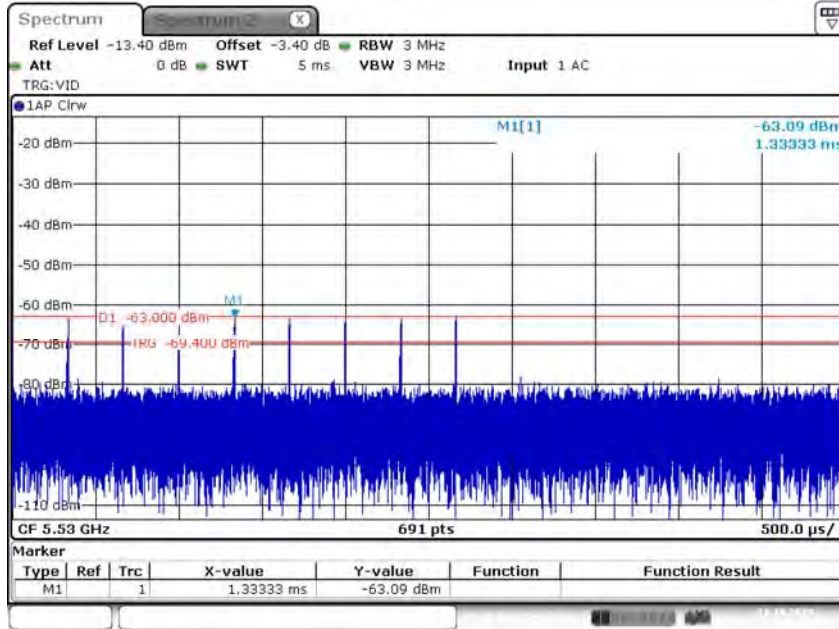 Spectrum Spectrum 2 X
Ref Level -13.40 dBm Offset -3.40 dB RBW 3 MHz
Att 0 dB SWT 5 ms VBW 3 MHz Input 1 AC
TRG:VID
1AP Clrw
M1[1] -63.09 dBm
1.33333 ms
-20 dBm
-30 dBm
-40 dBm
-50 dBm
-60 dBm
M1
D1 -63.000 dBm
-70 dBm
TRG -69.400 dBm
-80 dBm
-110 dBm
CF 5.53 GHz 691 pts 500.0 µs/
Marker
Type Ref Trc X-value Y-value Function Function Result
M1 1 1.33333 ms -63.09 dBm